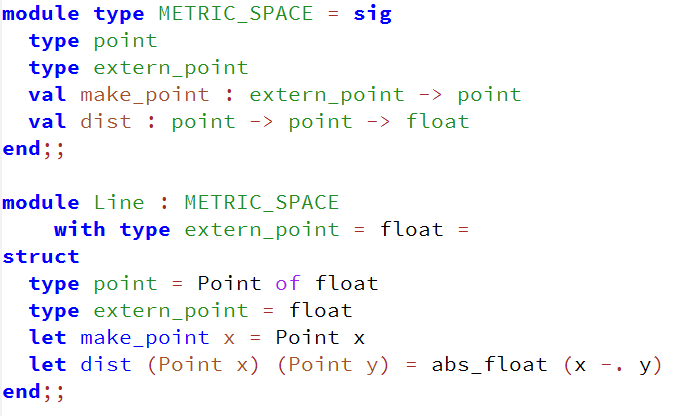 module type METRIC_SPACE = sig
  type point
  type extern_point
  val make_point : extern_point -> point
  val dist : point -> point -> float
end;;

module Line : METRIC_SPACE
    with type extern_point = float =
struct
  type point = Point of float
  type extern_point = float
  let make_point x = Point x
  let dist (Point x) (Point y) = abs_float (x -. y)
end;;